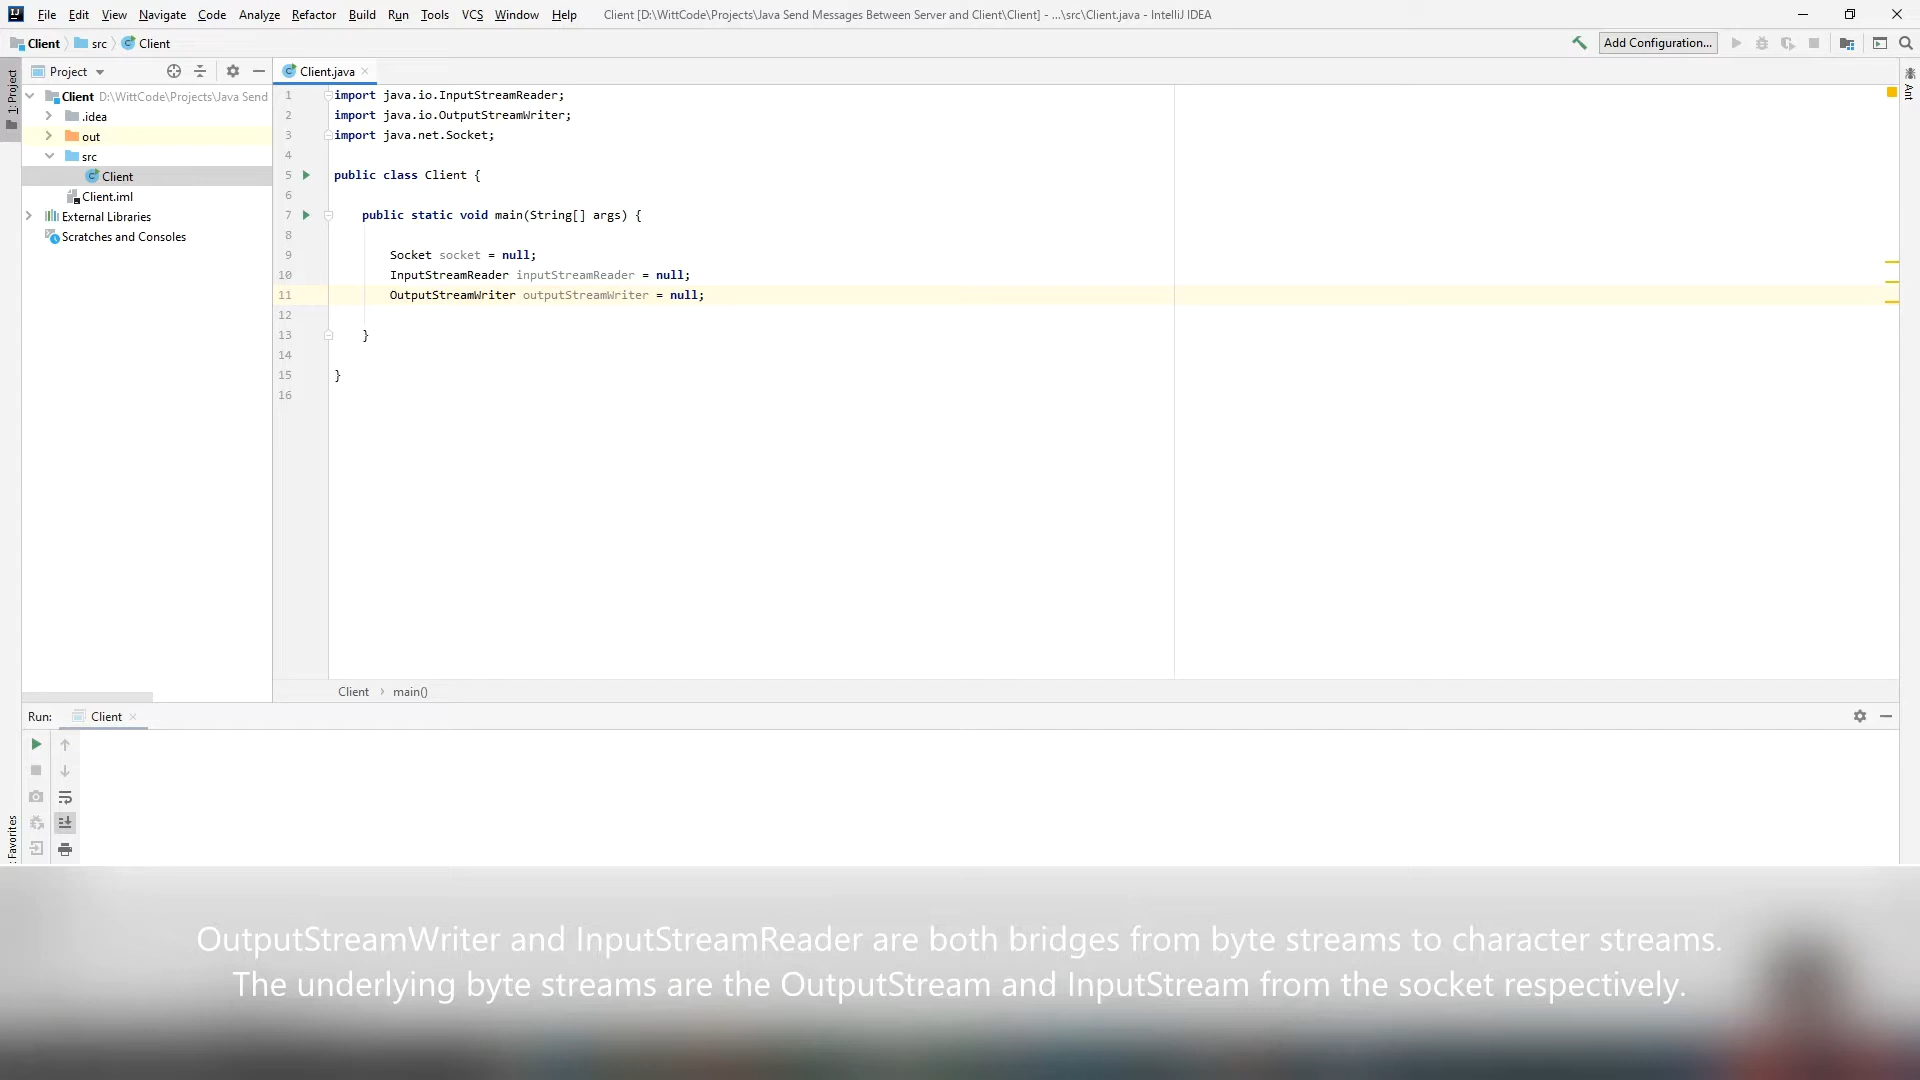 File Edit View Navigate Code Analyze Refactor Build Run Tools VCS Window Help Client [D:\WittCode\Projects\Java Send Messages Between Server and Client\Client] - ...\src\Client.java - IntelliJ IDEA
Client src Client Add Configuration...
1: Project
Project
Client.java
Ant
Client D:\WittCode\Projects\Java Send
.idea
out
src
Client
Client.iml
External Libraries
Scratches and Consoles
1 import java.io.InputStreamReader;
2 import java.io.OutputStreamWriter;
3 import java.net.Socket;
4
5 public class Client {
6
7 public static void main(String[] args) {
8
9 Socket socket = null;
10 InputStreamReader inputStreamReader = null;
11 OutputStreamWriter outputStreamWriter = null;
12
13 }
14
15 }
16
Client › main()
Run: Client
Favorites
OutputStreamWriter and InputStreamReader are both bridges from byte streams to character streams.
The underlying byte streams are the OutputStream and InputStream from the socket respectively.